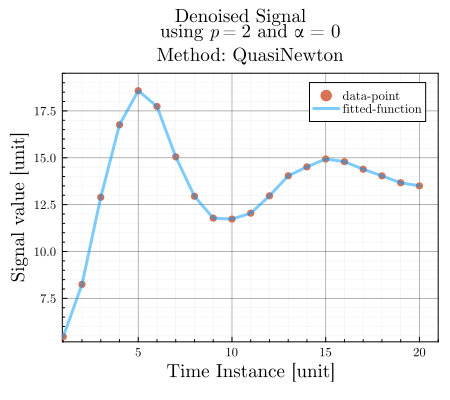 Denoised Signal
using p = 2 and α = 0
Method: QuasiNewton
data-point
fitted-function
Signal value [unit]
17.5
15.0
12.5
10.0
7.5
5
10
15
20
Time Instance [unit]